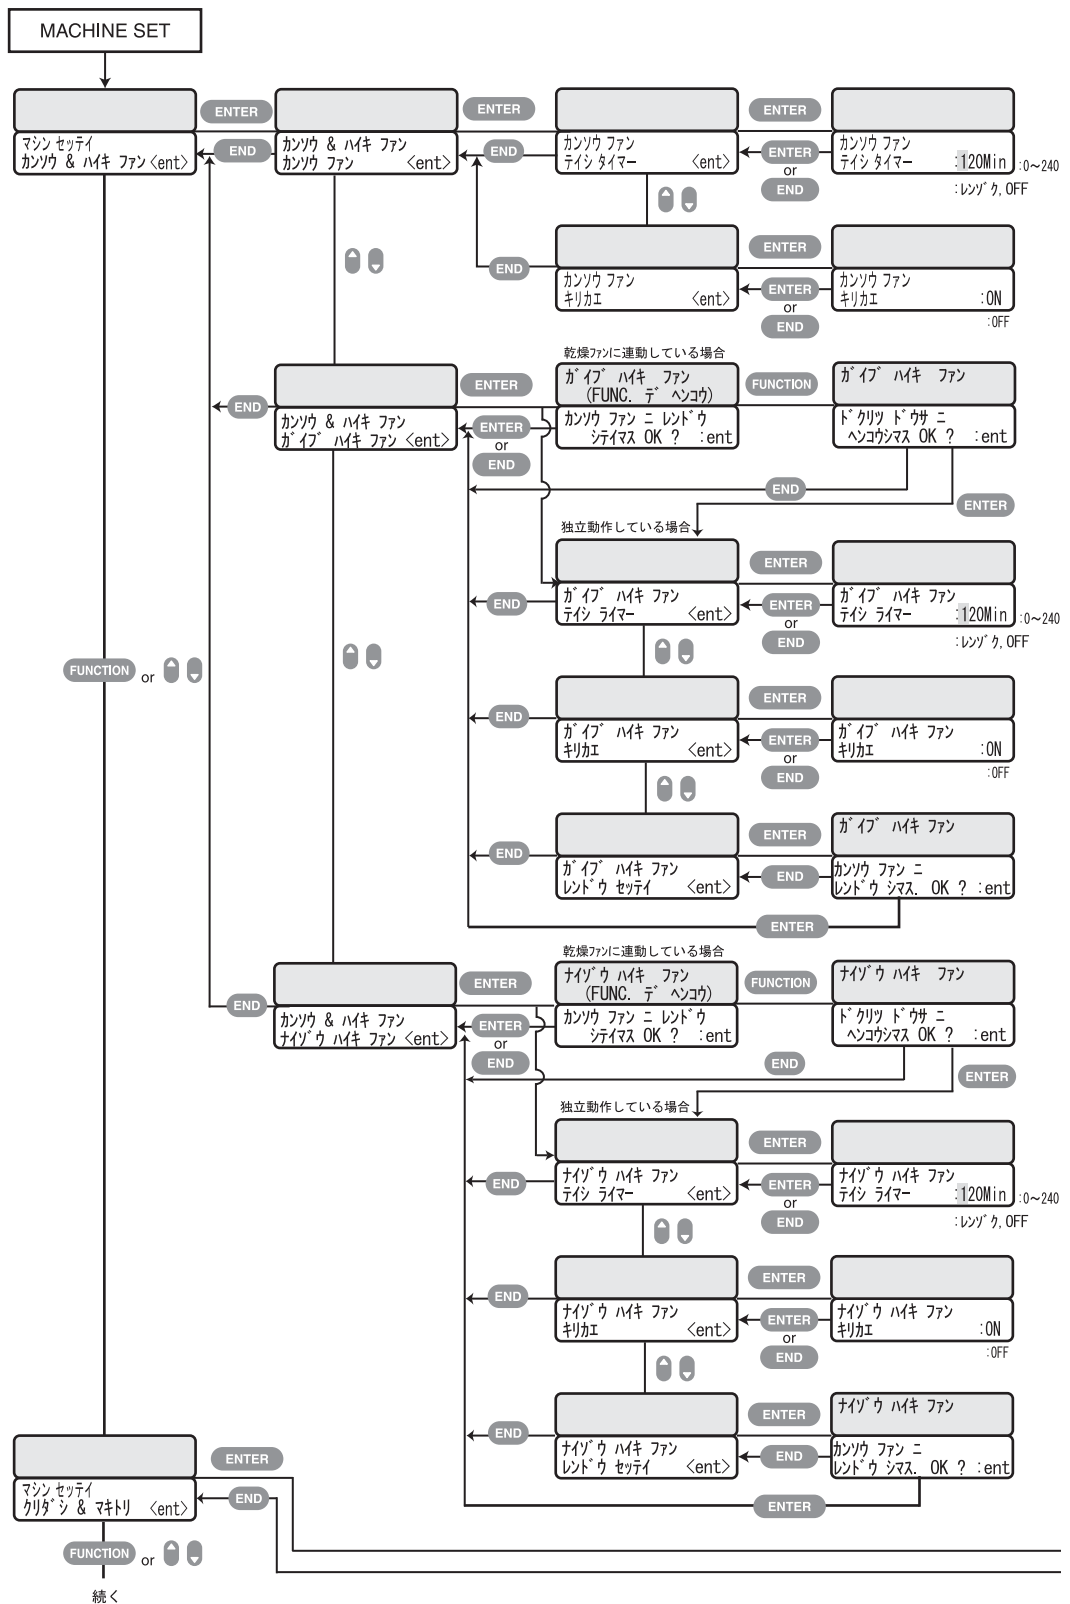 MACHINE SET
ENTER
ENTER
ENTER
マシン セッテイ
カンソウ & ハイキ ファン <ent>
END
カンソウ & ハイキ ファン
カンソウ ファン <ent>
END
カンソウ ファン
テイシ タイマー <ent>
ENTER
or
END
カンソウ ファン
テイシ タイマー :120Min :0~240
:レンゾク, OFF
ENTER
END
カンソウ ファン
キリカエ <ent>
ENTER
or
END
カンソウ ファン
キリカエ :ON
:OFF
乾燥ファンに連動している場合
ENTER
ガイブ ハイキ ファン
(FUNC. デ ヘンコウ)
FUNCTION
ガイブ ハイキ ファン
END
カンソウ & ハイキ ファン
ガイブ ハイキ ファン <ent>
ENTER
or
END
カンソウ ファン ニ レンドウ
シテイマス OK ? :ent
ドクリツ ドウサ ニ
ヘンコウシマス OK ? :ent
END
ENTER
独立動作している場合
ENTER
END
ガイブ ハイキ ファン
テイシ ライマー <ent>
ENTER
or
END
ガイブ ハイキ ファン
テイシ ライマー :120Min :0~240
:レンゾク, OFF
FUNCTION or
ENTER
END
ガイブ ハイキ ファン
キリカエ <ent>
ENTER
or
END
ガイブ ハイキ ファン
キリカエ :ON
:OFF
ENTER
ガイブ ハイキ ファン
END
ガイブ ハイキ ファン
レンドウ セッテイ <ent>
END
カンソウ ファン ニ
レンドウ シマス. OK ? :ent
ENTER
乾燥ファンに連動している場合
ENTER
ナイゾウ ハイキ ファン
(FUNC. デ ヘンコウ)
FUNCTION
ナイゾウ ハイキ ファン
END
カンソウ & ハイキ ファン
ナイゾウ ハイキ ファン <ent>
ENTER
or
END
カンソウ ファン ニ レンドウ
シテイマス OK ? :ent
ドクリツ ドウサ ニ
ヘンコウシマス OK ? :ent
END
ENTER
独立動作している場合
ENTER
END
ナイゾウ ハイキ ファン
テイシ ライマー <ent>
ENTER
or
END
ナイゾウ ハイキ ファン
テイシ ライマー :120Min :0~240
:レンゾク, OFF
ENTER
END
ナイゾウ ハイキ ファン
キリカエ <ent>
ENTER
or
END
ナイゾウ ハイキ ファン
キリカエ :ON
:OFF
ENTER
ナイゾウ ハイキ ファン
END
ナイゾウ ハイキ ファン
レンドウ セッテイ <ent>
END
カンソウ ファン ニ
レンドウ シマス. OK ? :ent
ENTER
ENTER
マシン セッテイ
クリダシ & マキトリ <ent>
END
FUNCTION or
続く